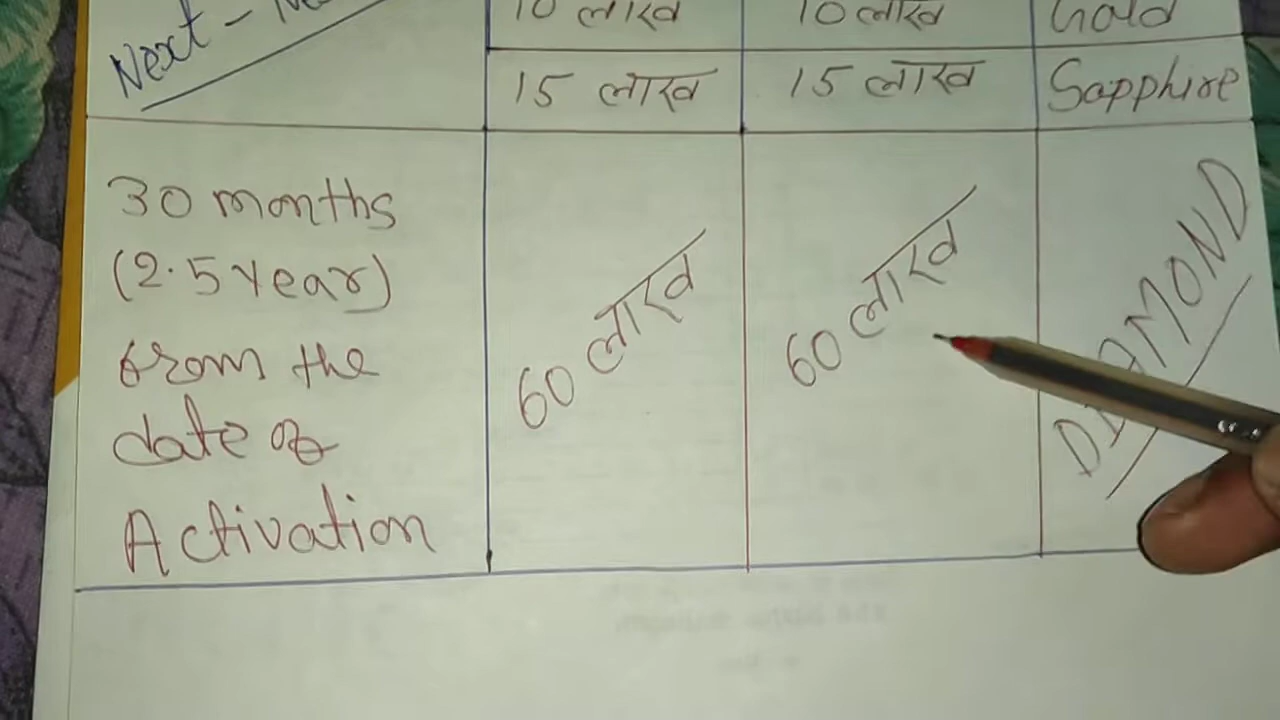 10 लाख 10 लाख Gold
Next -
15 लाख 15 लाख Sapphire
30 months
(2.5 year)
from the
date of
Activation
60 लाख 60 लाख DIAMOND